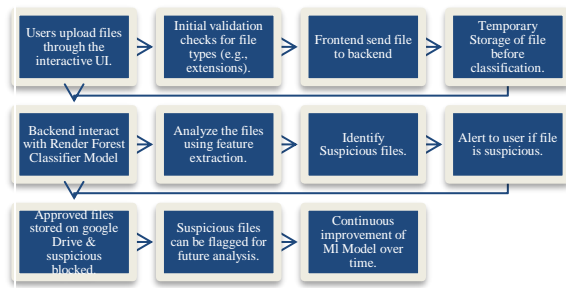 Users upload files
through the
interactive UI.
Initial validation
checks for file
types (e.g.,
extensions).
Frontend send file
to backend
Temporary
Storage of file
before
classification.
Backend interact
with Render Forest
Classifier Model
Analyze the files
using feature
extraction.
Identify
Suspicious files.
Alert to user if file
is suspicious.
Approved files
stored on google
Drive &
suspicious
blocked.
Suspicious files
can be flagged for
future analysis.
Continuous
improvement of
Ml Model over
time.